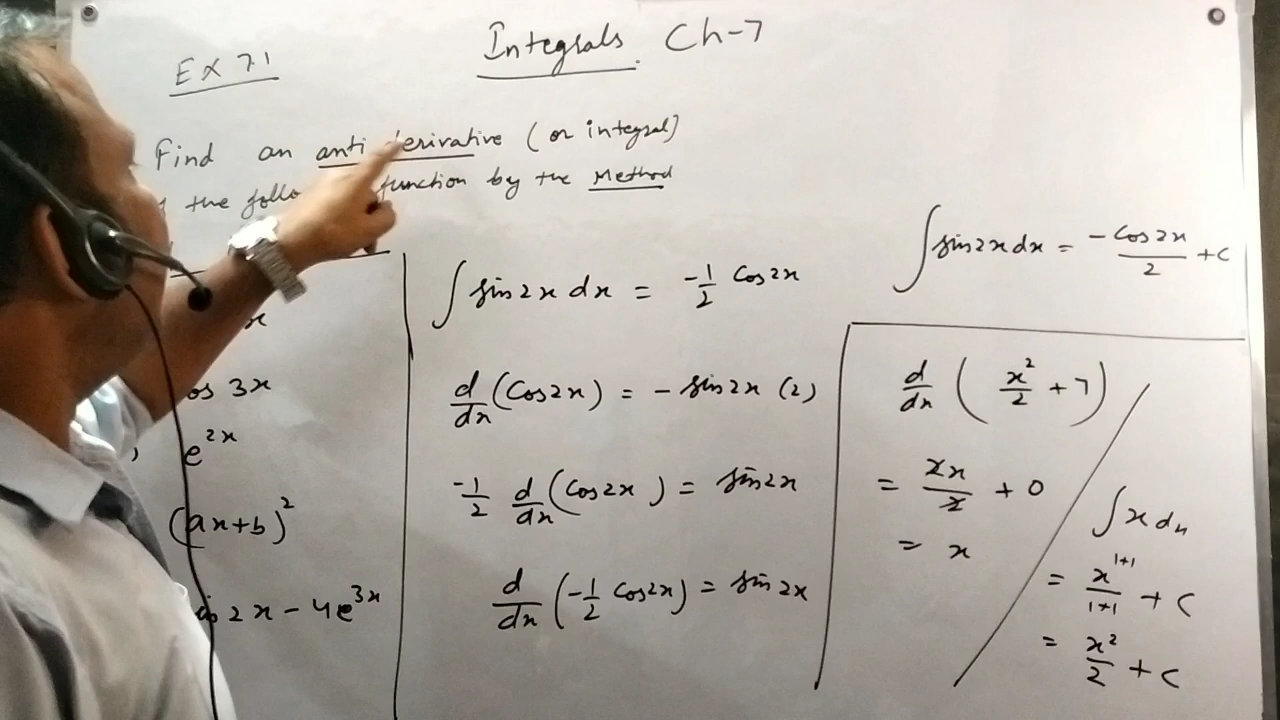 Integrals Ch-7
Ex 7.1
Find an anti derivative (or integral)
the follo function by the Method
x
os 3x
, e^{2x}
(ax+b)^2
2x - 4e^{3x}
∫ sin2x dx = -1/2 Cos2x
d/dx (Cos2x) = - sin2x (2)
-1/2 d/dx (Cos2x) = sin2x
d/dx (-1/2 Cos2x) = sin2x
∫ sin2x dx = -Cos2x/2 + C
d/dx ( x^2/2 + 7 )
= 2x/2 + 0
= x
∫ x dx
= x^{1+1}/1+1 + C
= x^2/2 + C